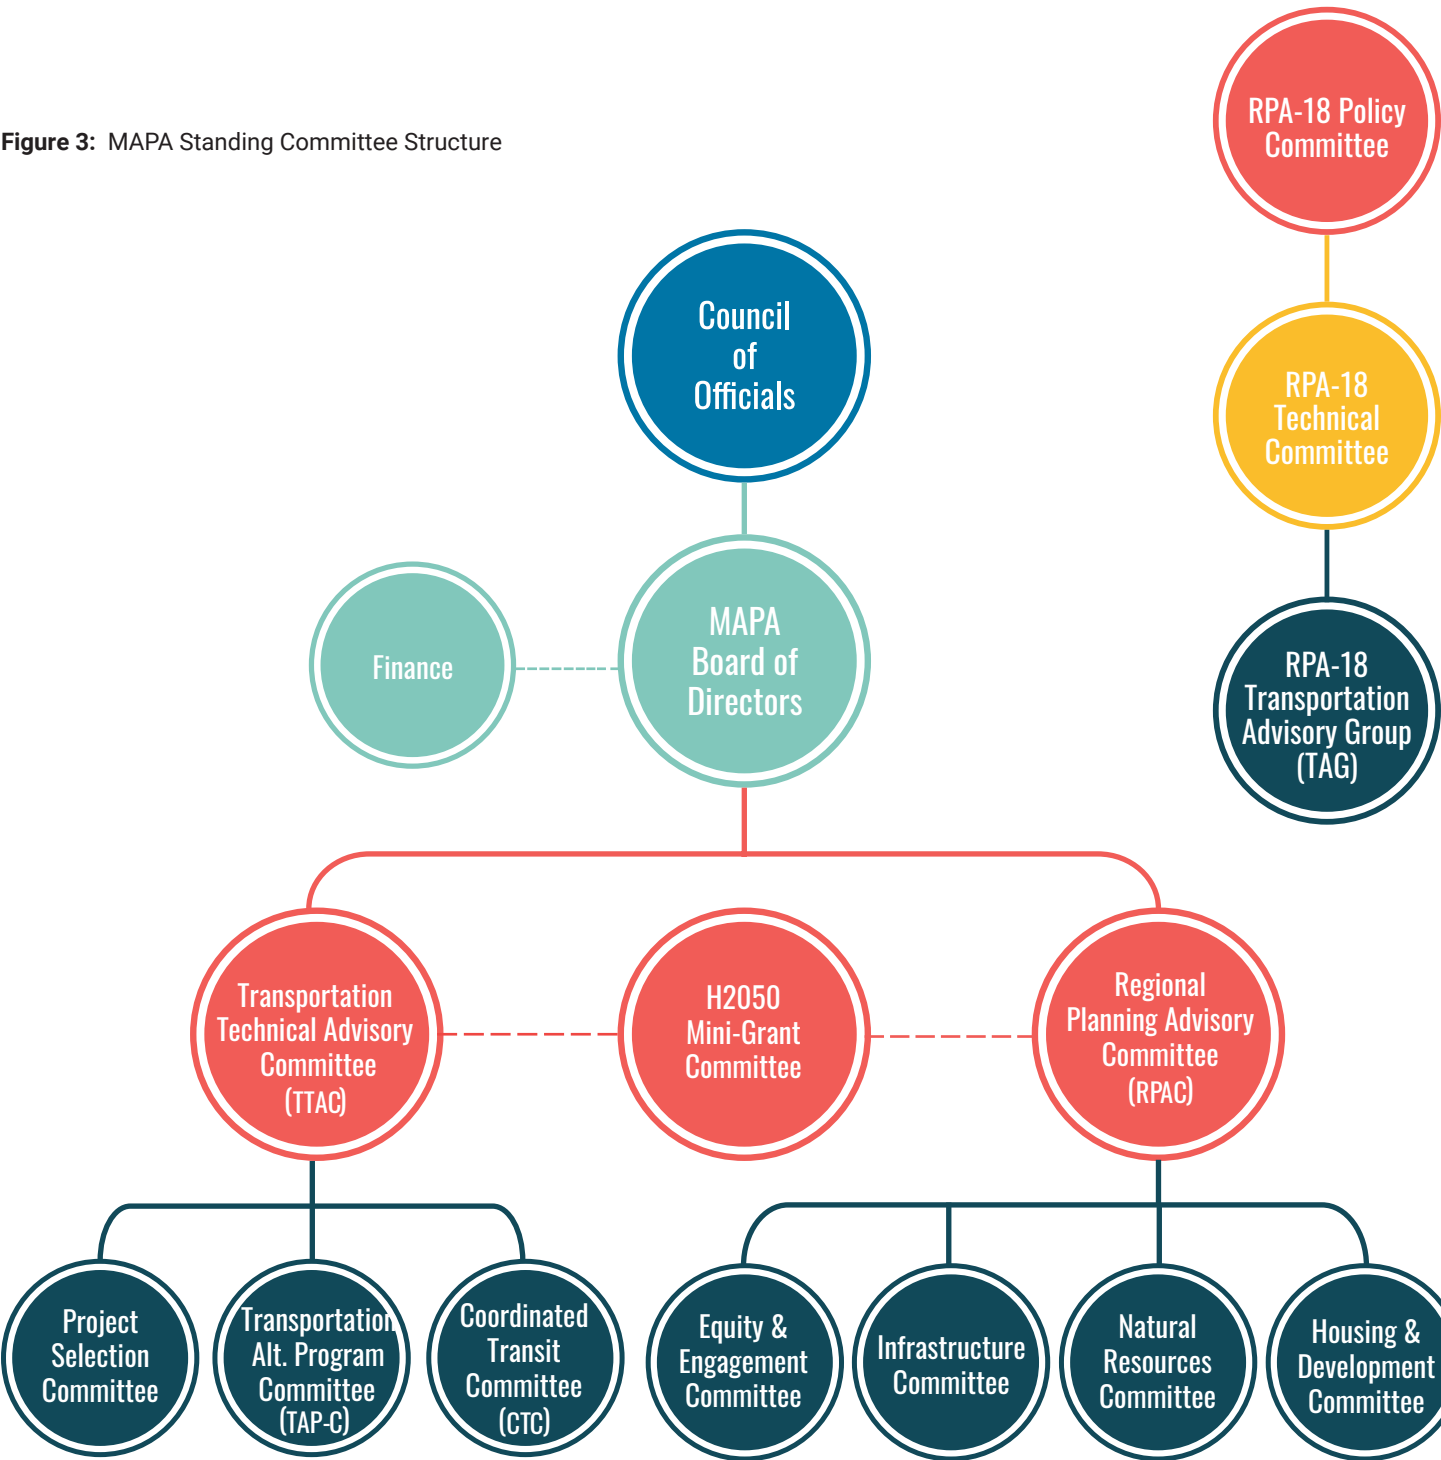 Figure 3: MAPA Standing Committee Structure
RPA-18 Policy
Committee
RPA-18
Technical
Committee
RPA-18
Transportation
Advisory Group
(TAG)
Council
of
Officials
Finance
MAPA
Board of
Directors
Transportation
Technical Advisory
Committee
(TTAC)
H2050
Mini-Grant
Committee
Regional
Planning Advisory
Committee
(RPAC)
Project
Selection
Committee
Transportation
Alt. Program
Committee
(TAP-C)
Coordinated
Transit
Committee
(CTC)
Equity &
Engagement
Committee
Infrastructure
Committee
Natural
Resources
Committee
Housing &
Development
Committee